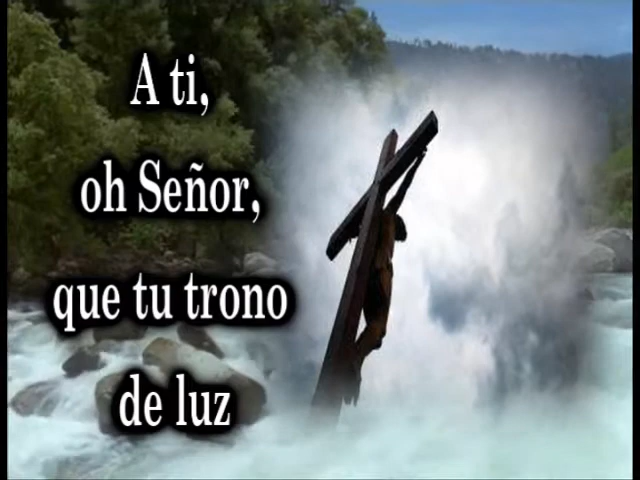 A ti,
oh Señor,
que tu trono
de luz